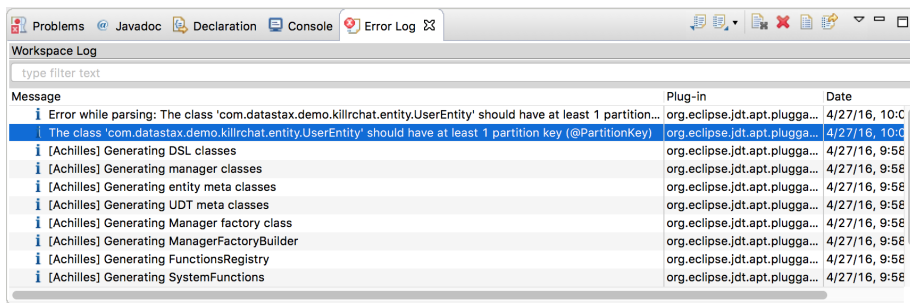 Problems @ Javadoc Declaration Console Error Log
Workspace Log
type filter text
Message Plug-in Date
i Error while parsing: The class 'com.datastax.demo.killrchat.entity.UserEntity' should have at least 1 partition... org.eclipse.jdt.apt.plugga... 4/27/16, 10:0
i The class 'com.datastax.demo.killrchat.entity.UserEntity' should have at least 1 partition key (@PartitionKey) org.eclipse.jdt.apt.plugga... 4/27/16, 10:0
i [Achilles] Generating DSL classes org.eclipse.jdt.apt.plugga... 4/27/16, 9:58
i [Achilles] Generating manager classes org.eclipse.jdt.apt.plugga... 4/27/16, 9:58
i [Achilles] Generating entity meta classes org.eclipse.jdt.apt.plugga... 4/27/16, 9:58
i [Achilles] Generating UDT meta classes org.eclipse.jdt.apt.plugga... 4/27/16, 9:58
i [Achilles] Generating Manager factory class org.eclipse.jdt.apt.plugga... 4/27/16, 9:58
i [Achilles] Generating ManagerFactoryBuilder org.eclipse.jdt.apt.plugga... 4/27/16, 9:58
i [Achilles] Generating FunctionsRegistry org.eclipse.jdt.apt.plugga... 4/27/16, 9:58
i [Achilles] Generating SystemFunctions org.eclipse.jdt.apt.plugga... 4/27/16, 9:58